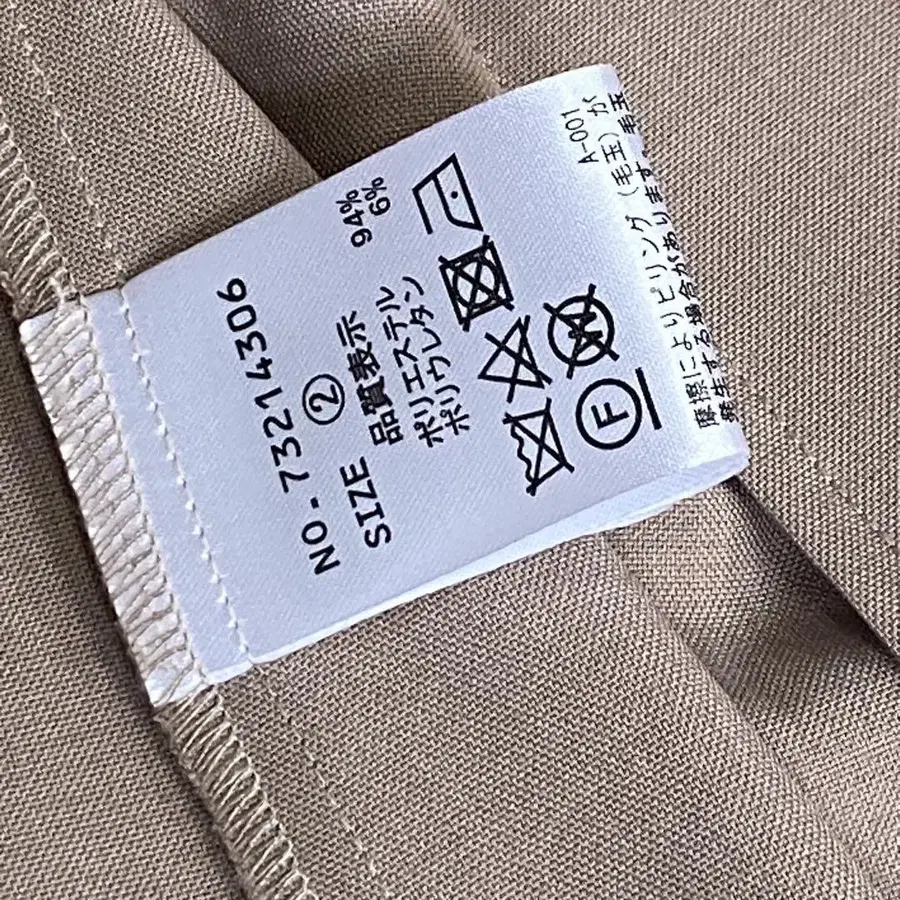 NO.73214306
SIZE ②
品質表示
ポリエステル 94%
ポリウレタン 6%
F
W
A-001
摩擦によりピリング(毛玉)が
発生する場合があります。毛玉